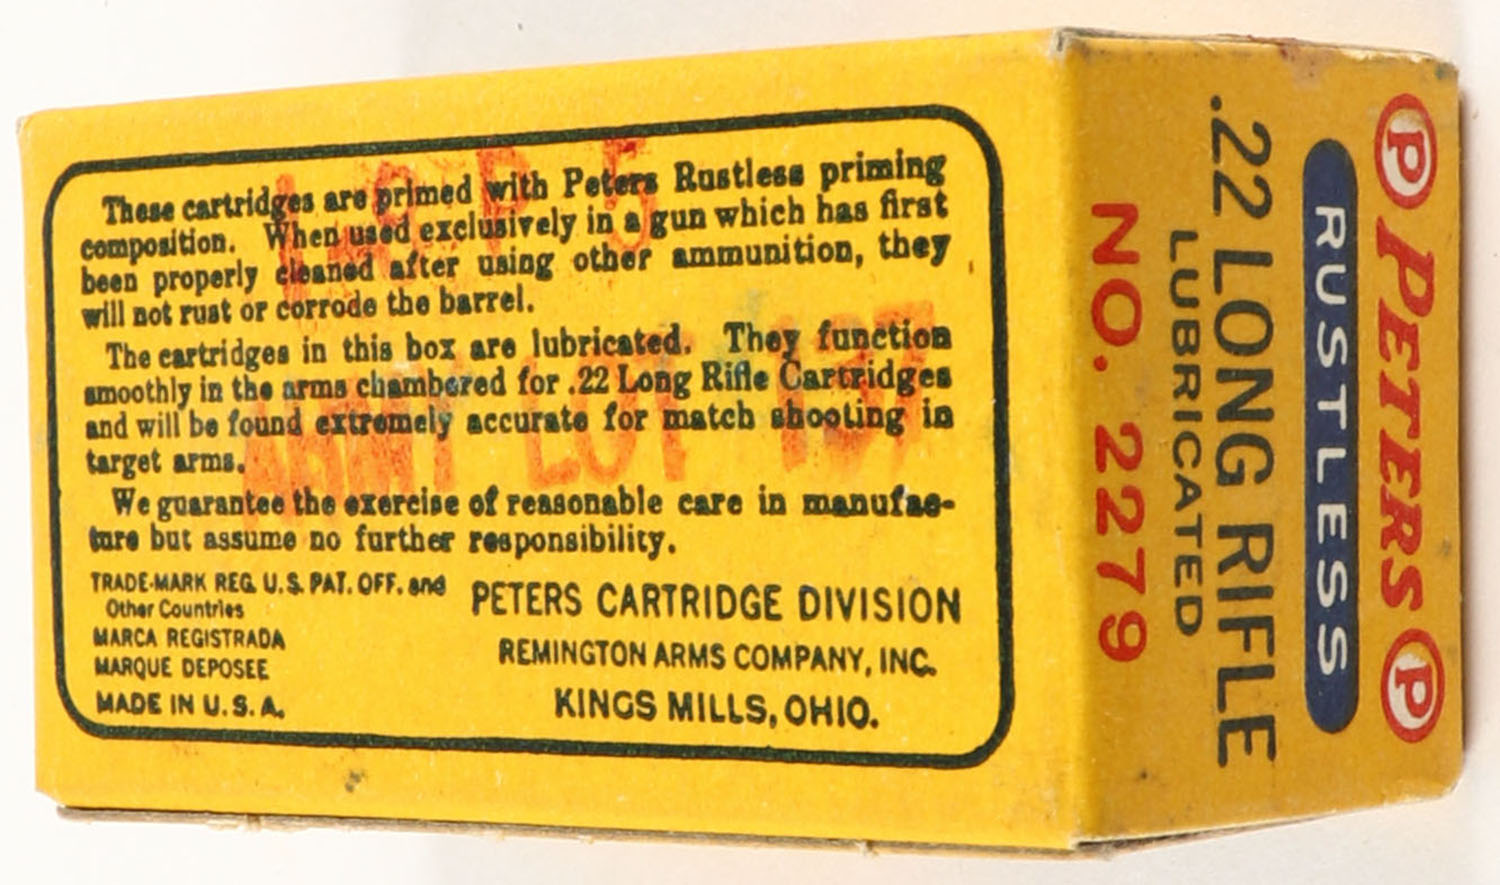 These cartridges are primed with Peters Rustless priming
composition. When used exclusively in a gun which has first
been properly cleaned after using other ammunition, they
will not rust or corrode the barrel.
The cartridges in this box are lubricated. They function
smoothly in the arms chambered for .22 Long Rifle Cartridges
and will be found extremely accurate for match shooting in
target arms.
We guarantee the exercise of reasonable care in manufac-
ture but assume no further responsibility.
TRADE-MARK REG. U.S. PAT. OFF. and
Other Countries
MARCA REGISTRADA
MARQUE DEPOSEE
MADE IN U.S.A.
PETERS CARTRIDGE DIVISION
REMINGTON ARMS COMPANY, INC.
KINGS MILLS, OHIO.
ARMY LOT 137
P PETERS P
RUSTLESS
.22 LONG RIFLE
LUBRICATED
NO. 2279